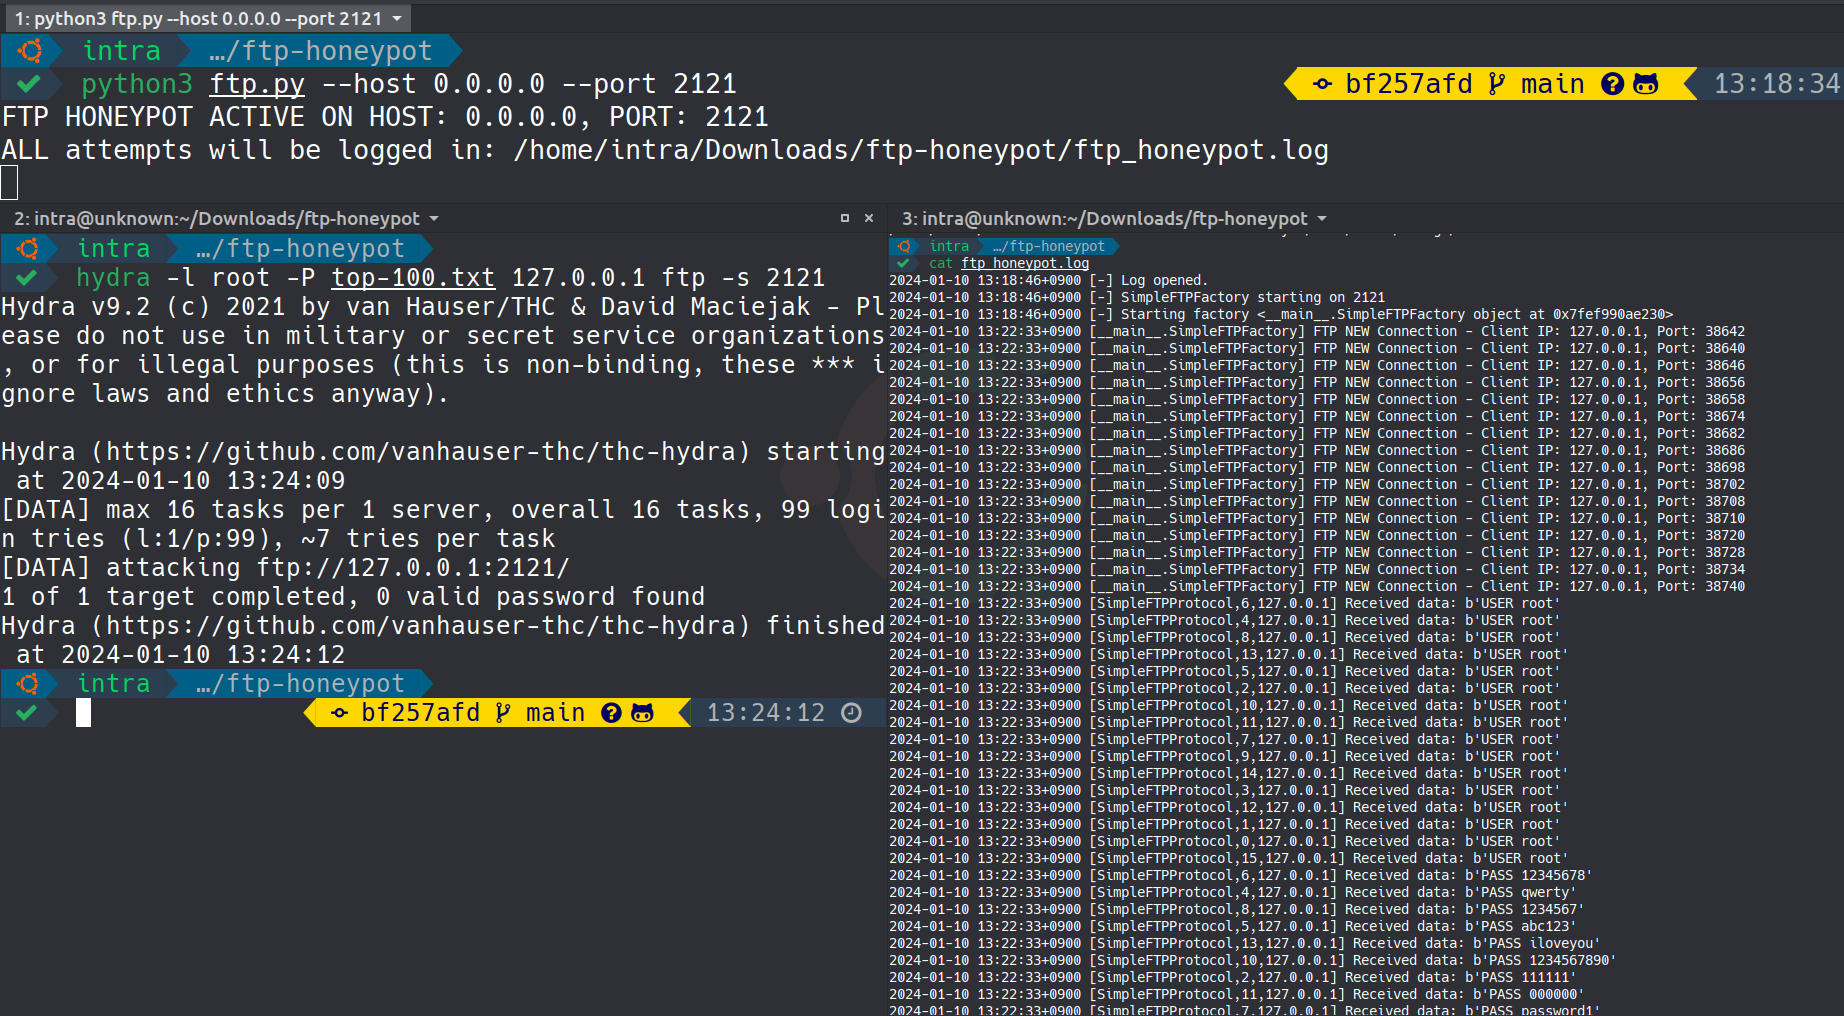 1: python3 ftp.py --host 0.0.0.0 --port 2121
intra …/ftp-honeypot
python3 ftp.py --host 0.0.0.0 --port 2121 bf257afd main 13:18:34
FTP HONEYPOT ACTIVE ON HOST: 0.0.0.0, PORT: 2121
ALL attempts will be logged in: /home/intra/Downloads/ftp-honeypot/ftp_honeypot.log
2: intra@unknown:~/Downloads/ftp-honeypot
intra …/ftp-honeypot
hydra -l root -P top-100.txt 127.0.0.1 ftp -s 2121
Hydra v9.2 (c) 2021 by van Hauser/THC & David Maciejak - Pl
ease do not use in military or secret service organizations
, or for illegal purposes (this is non-binding, these *** i
gnore laws and ethics anyway).
Hydra (https://github.com/vanhauser-thc/thc-hydra) starting
at 2024-01-10 13:24:09
[DATA] max 16 tasks per 1 server, overall 16 tasks, 99 logi
n tries (l:1/p:99), ~7 tries per task
[DATA] attacking ftp://127.0.0.1:2121/
1 of 1 target completed, 0 valid password found
Hydra (https://github.com/vanhauser-thc/thc-hydra) finished
at 2024-01-10 13:24:12
intra …/ftp-honeypot
bf257afd main 13:24:12
3: intra@unknown:~/Downloads/ftp-honeypot
intra …/ftp-honeypot
cat ftp_honeypot.log
2024-01-10 13:18:46+0900 [-] Log opened.
2024-01-10 13:18:46+0900 [-] SimpleFTPFactory starting on 2121
2024-01-10 13:18:46+0900 [-] Starting factory <__main__.SimpleFTPFactory object at 0x7fef990ae230>
2024-01-10 13:22:33+0900 [__main__.SimpleFTPFactory] FTP NEW Connection - Client IP: 127.0.0.1, Port: 38642
2024-01-10 13:22:33+0900 [__main__.SimpleFTPFactory] FTP NEW Connection - Client IP: 127.0.0.1, Port: 38640
2024-01-10 13:22:33+0900 [__main__.SimpleFTPFactory] FTP NEW Connection - Client IP: 127.0.0.1, Port: 38646
2024-01-10 13:22:33+0900 [__main__.SimpleFTPFactory] FTP NEW Connection - Client IP: 127.0.0.1, Port: 38656
2024-01-10 13:22:33+0900 [__main__.SimpleFTPFactory] FTP NEW Connection - Client IP: 127.0.0.1, Port: 38658
2024-01-10 13:22:33+0900 [__main__.SimpleFTPFactory] FTP NEW Connection - Client IP: 127.0.0.1, Port: 38674
2024-01-10 13:22:33+0900 [__main__.SimpleFTPFactory] FTP NEW Connection - Client IP: 127.0.0.1, Port: 38682
2024-01-10 13:22:33+0900 [__main__.SimpleFTPFactory] FTP NEW Connection - Client IP: 127.0.0.1, Port: 38686
2024-01-10 13:22:33+0900 [__main__.SimpleFTPFactory] FTP NEW Connection - Client IP: 127.0.0.1, Port: 38698
2024-01-10 13:22:33+0900 [__main__.SimpleFTPFactory] FTP NEW Connection - Client IP: 127.0.0.1, Port: 38702
2024-01-10 13:22:33+0900 [__main__.SimpleFTPFactory] FTP NEW Connection - Client IP: 127.0.0.1, Port: 38708
2024-01-10 13:22:33+0900 [__main__.SimpleFTPFactory] FTP NEW Connection - Client IP: 127.0.0.1, Port: 38710
2024-01-10 13:22:33+0900 [__main__.SimpleFTPFactory] FTP NEW Connection - Client IP: 127.0.0.1, Port: 38720
2024-01-10 13:22:33+0900 [__main__.SimpleFTPFactory] FTP NEW Connection - Client IP: 127.0.0.1, Port: 38728
2024-01-10 13:22:33+0900 [__main__.SimpleFTPFactory] FTP NEW Connection - Client IP: 127.0.0.1, Port: 38734
2024-01-10 13:22:33+0900 [__main__.SimpleFTPFactory] FTP NEW Connection - Client IP: 127.0.0.1, Port: 38740
2024-01-10 13:22:33+0900 [SimpleFTPProtocol,6,127.0.0.1] Received data: b'USER root'
2024-01-10 13:22:33+0900 [SimpleFTPProtocol,4,127.0.0.1] Received data: b'USER root'
2024-01-10 13:22:33+0900 [SimpleFTPProtocol,8,127.0.0.1] Received data: b'USER root'
2024-01-10 13:22:33+0900 [SimpleFTPProtocol,13,127.0.0.1] Received data: b'USER root'
2024-01-10 13:22:33+0900 [SimpleFTPProtocol,5,127.0.0.1] Received data: b'USER root'
2024-01-10 13:22:33+0900 [SimpleFTPProtocol,2,127.0.0.1] Received data: b'USER root'
2024-01-10 13:22:33+0900 [SimpleFTPProtocol,10,127.0.0.1] Received data: b'USER root'
2024-01-10 13:22:33+0900 [SimpleFTPProtocol,11,127.0.0.1] Received data: b'USER root'
2024-01-10 13:22:33+0900 [SimpleFTPProtocol,7,127.0.0.1] Received data: b'USER root'
2024-01-10 13:22:33+0900 [SimpleFTPProtocol,9,127.0.0.1] Received data: b'USER root'
2024-01-10 13:22:33+0900 [SimpleFTPProtocol,14,127.0.0.1] Received data: b'USER root'
2024-01-10 13:22:33+0900 [SimpleFTPProtocol,3,127.0.0.1] Received data: b'USER root'
2024-01-10 13:22:33+0900 [SimpleFTPProtocol,12,127.0.0.1] Received data: b'USER root'
2024-01-10 13:22:33+0900 [SimpleFTPProtocol,1,127.0.0.1] Received data: b'USER root'
2024-01-10 13:22:33+0900 [SimpleFTPProtocol,0,127.0.0.1] Received data: b'USER root'
2024-01-10 13:22:33+0900 [SimpleFTPProtocol,15,127.0.0.1] Received data: b'USER root'
2024-01-10 13:22:33+0900 [SimpleFTPProtocol,6,127.0.0.1] Received data: b'PASS 12345678'
2024-01-10 13:22:33+0900 [SimpleFTPProtocol,4,127.0.0.1] Received data: b'PASS qwerty'
2024-01-10 13:22:33+0900 [SimpleFTPProtocol,8,127.0.0.1] Received data: b'PASS 1234567'
2024-01-10 13:22:33+0900 [SimpleFTPProtocol,5,127.0.0.1] Received data: b'PASS abc123'
2024-01-10 13:22:33+0900 [SimpleFTPProtocol,13,127.0.0.1] Received data: b'PASS iloveyou'
2024-01-10 13:22:33+0900 [SimpleFTPProtocol,10,127.0.0.1] Received data: b'PASS 1234567890'
2024-01-10 13:22:33+0900 [SimpleFTPProtocol,2,127.0.0.1] Received data: b'PASS 111111'
2024-01-10 13:22:33+0900 [SimpleFTPProtocol,11,127.0.0.1] Received data: b'PASS 000000'
2024-01-10 13:22:33+0900 [SimpleFTPProtocol,7,127.0.0.1] Received data: b'PASS password1'